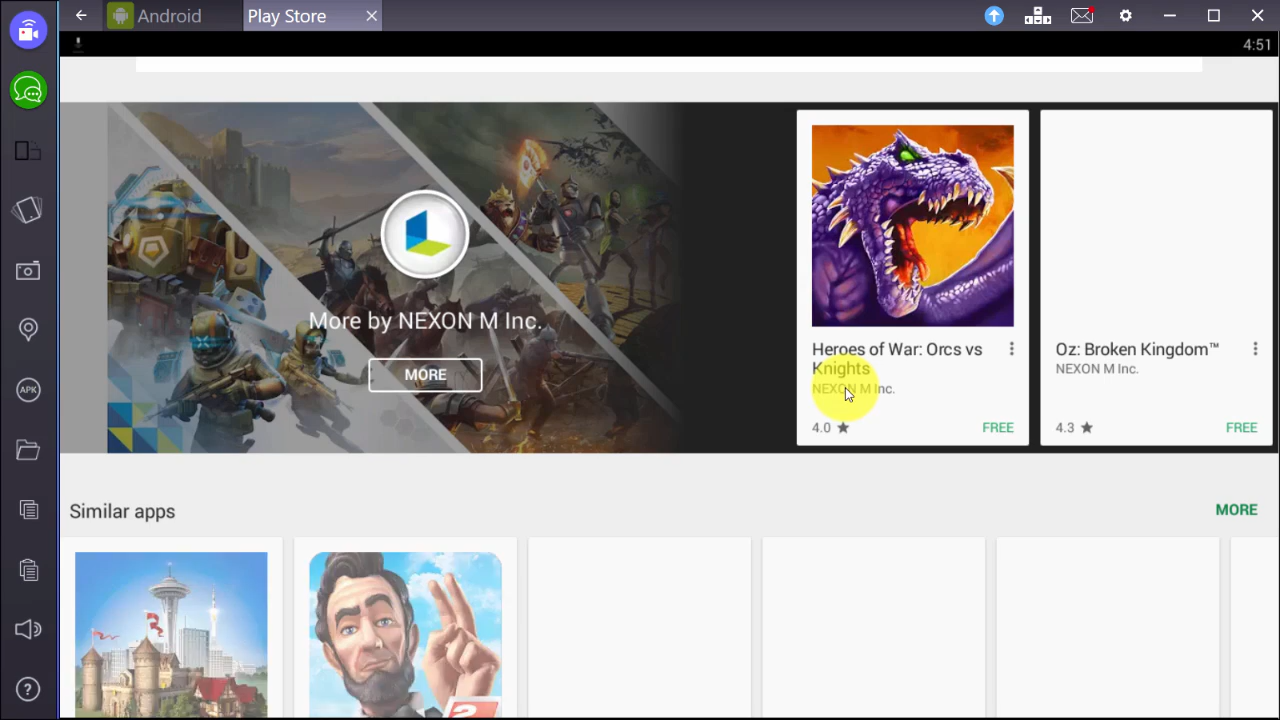 Android
Play Store
4:51
More by NEXON M Inc.
MORE
Heroes of War: Orcs vs
Knights
NEXON M Inc.
4.0 ★
FREE
Oz: Broken Kingdom™
NEXON M Inc.
4.3 ★
FREE
Similar apps
MORE
APK
2